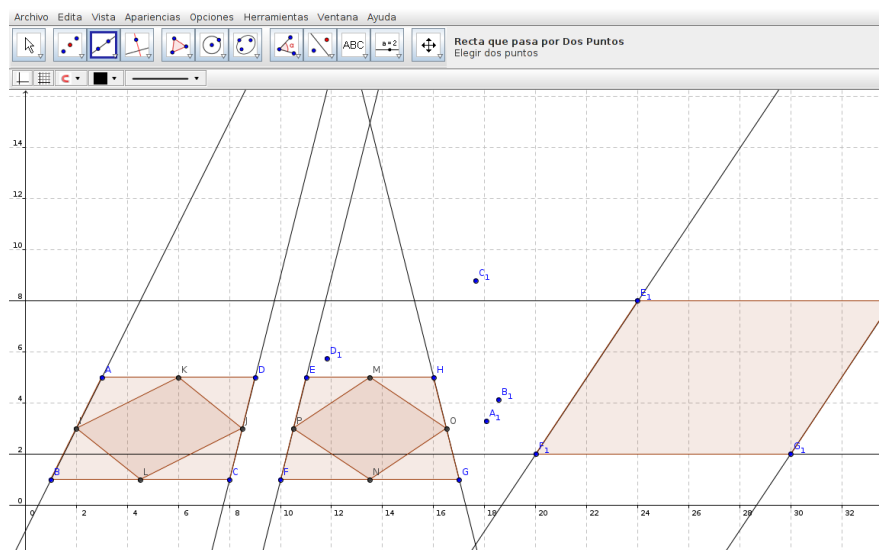 Archivo Edita Vista Apariencias Opciones Herramientas Ventana Ayuda
ABC a=2 Recta que pasa por Dos Puntos
Elegir dos puntos
14
12
10
C₁
8 E₁
6 D₁
A K D E M H
4 B₁
A₁
J P O
2 F₁ G₁
B L C F N G
0
0 2 4 6 8 10 12 14 16 18 20 22 24 26 28 30 32